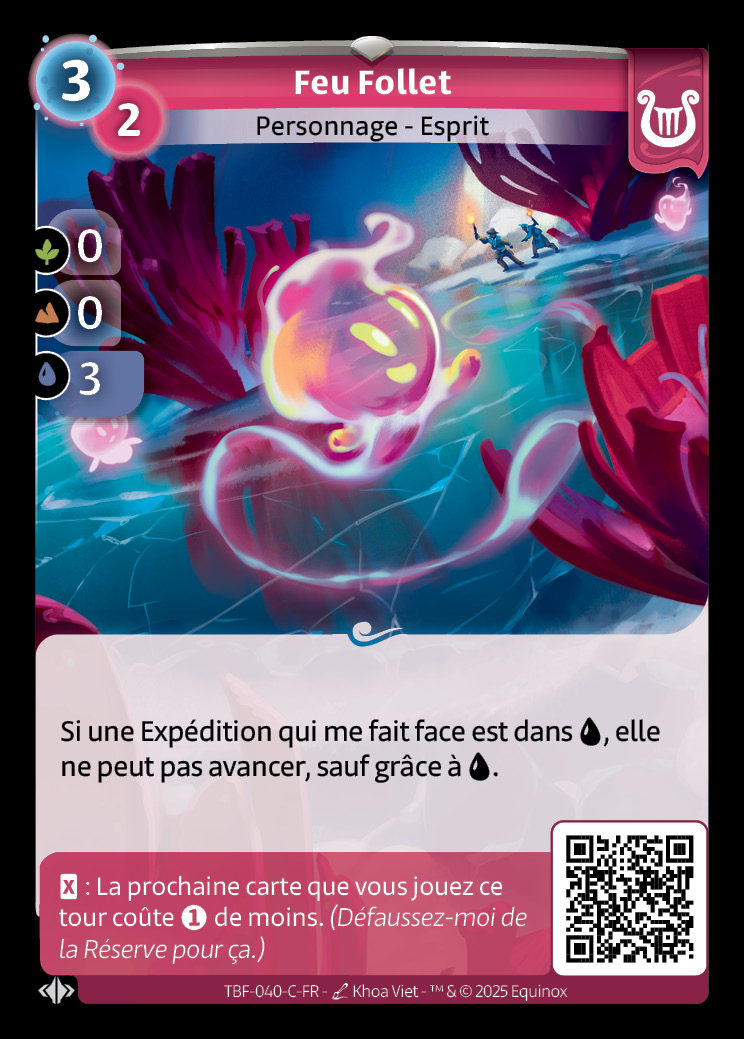 3
Feu Follet
2
Personnage - Esprit
0
0
3
Si une Expédition qui me fait face est dans , elle
ne peut pas avancer, sauf grâce à .
X : La prochaine carte que vous jouez ce
tour coûte 1 de moins. (Défaussez-moi de
la Réserve pour ça.)
TBF-040-C-FR - Khoa Viet - ™ & © 2025 Equinox